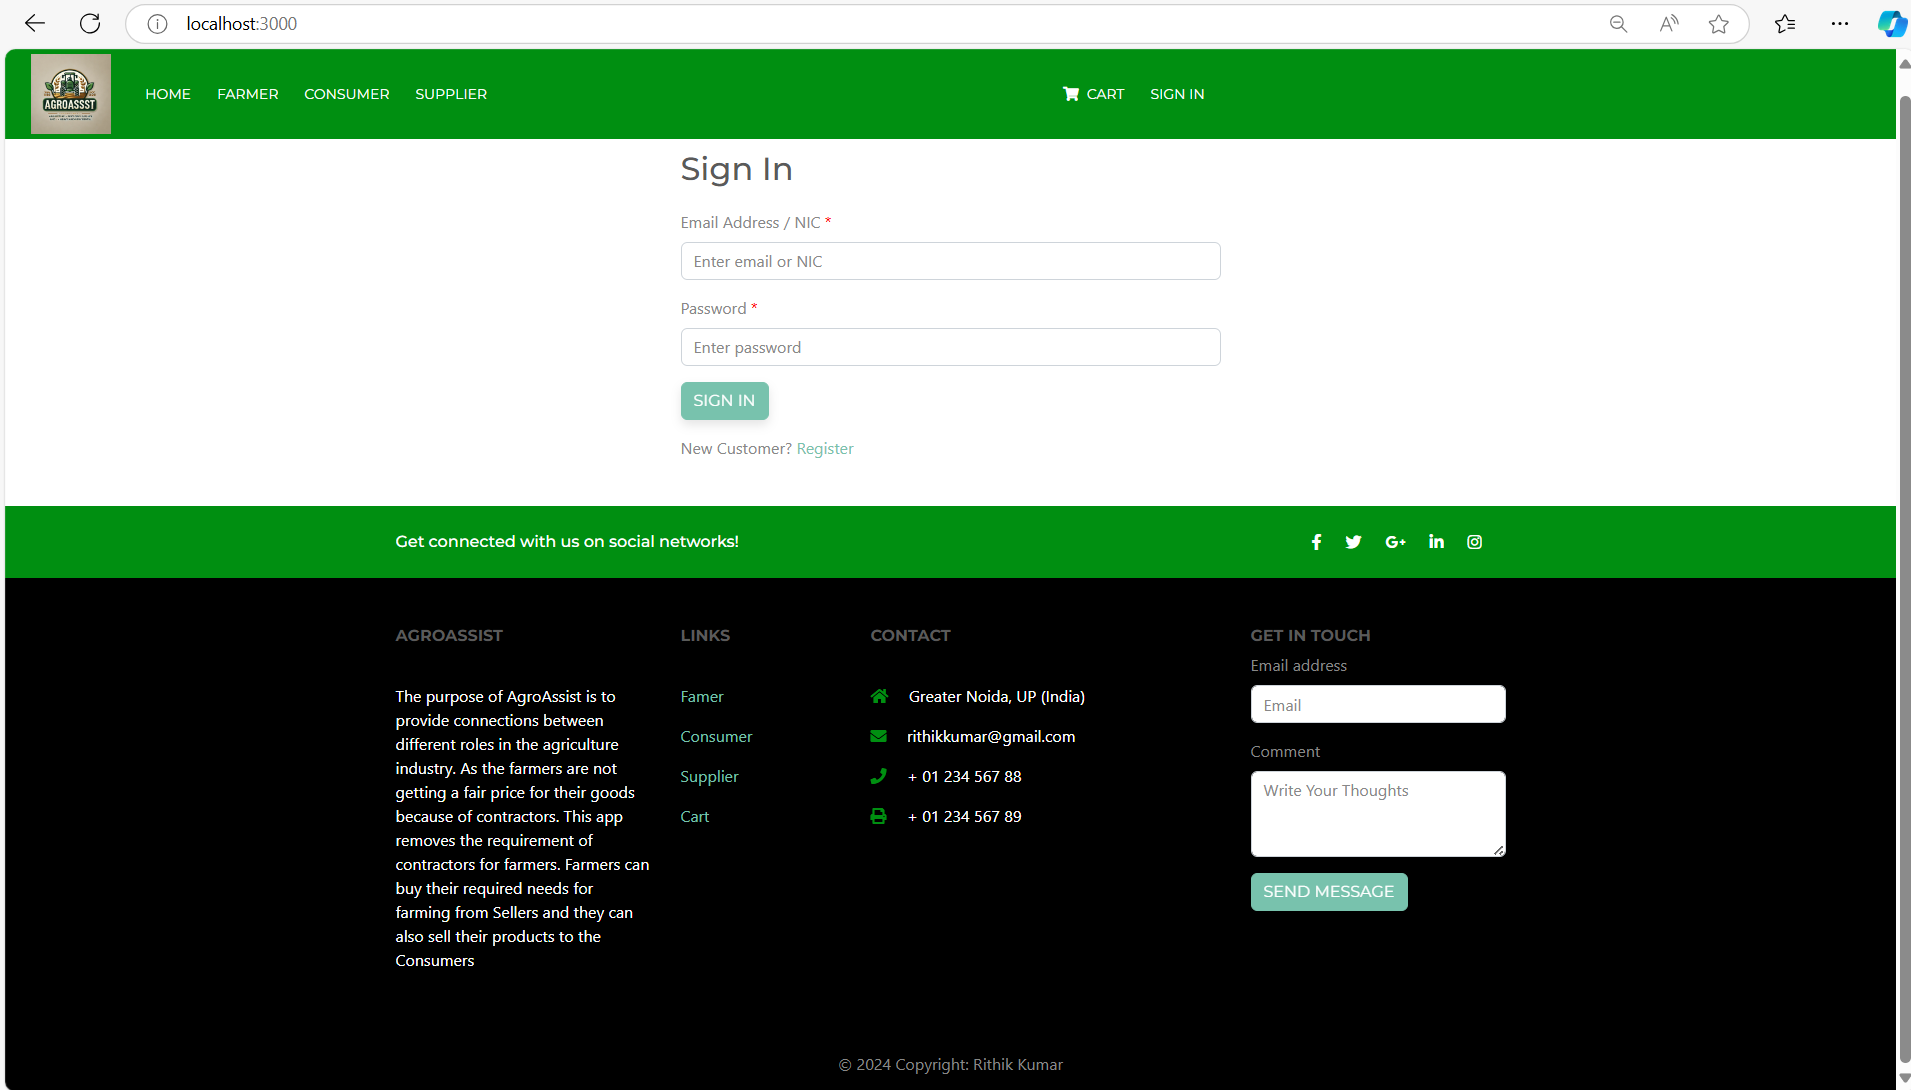 localhost:3000
AGROASSST
HOME FARMER CONSUMER SUPPLIER CART SIGN IN
Sign In
Email Address / NIC *
Enter email or NIC
Password *
Enter password
SIGN IN
New Customer? Register
Get connected with us on social networks!
AGROASSIST
The purpose of AgroAssist is to
provide connections between
different roles in the agriculture
industry. As the farmers are not
getting a fair price for their goods
because of contractors. This app
removes the requirement of
contractors for farmers. Farmers can
buy their required needs for
farming from Sellers and they can
also sell their products to the
Consumers
LINKS
Famer
Consumer
Supplier
Cart
CONTACT
Greater Noida, UP (India)
rithikkumar@gmail.com
+ 01 234 567 88
+ 01 234 567 89
GET IN TOUCH
Email address
Email
Comment
Write Your Thoughts
SEND MESSAGE
© 2024 Copyright: Rithik Kumar